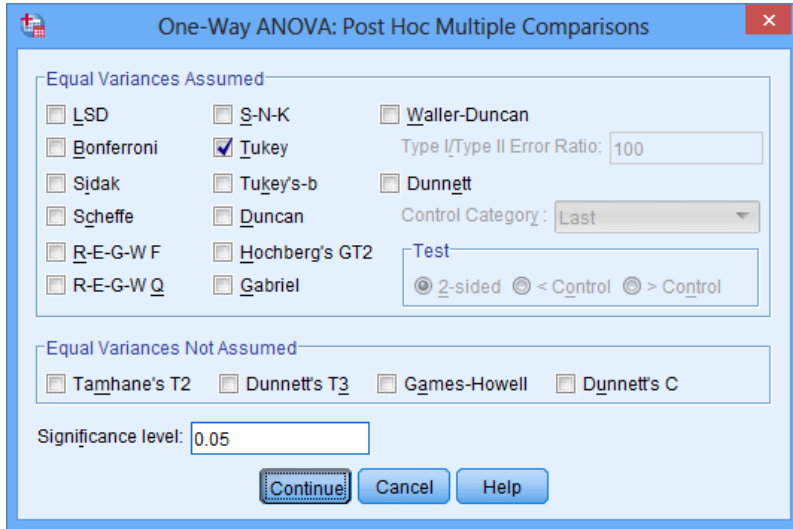 One-Way ANOVA: Post Hoc Multiple Comparisons
Equal Variances Assumed
LSD S-N-K Waller-Duncan
Bonferroni Tukey Type I/Type II Error Ratio: 100
Sidak Tukey's-b Dunnett
Scheffe Duncan Control Category: Last
R-E-G-W F Hochberg's GT2 Test
R-E-G-W Q Gabriel 2-sided < Control > Control
Equal Variances Not Assumed
Tamhane's T2 Dunnett's T3 Games-Howell Dunnett's C
Significance level: 0.05
Continue Cancel Help